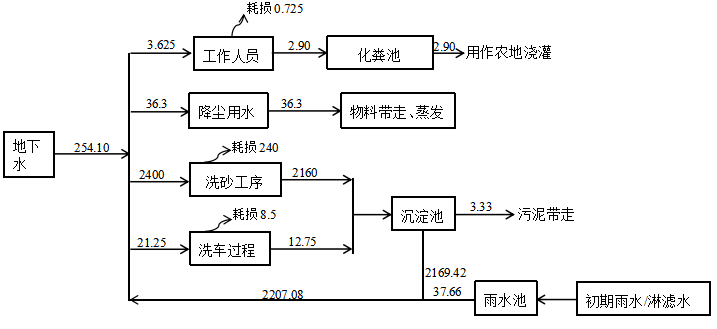 耗损0.725
3.625
工作人员
2.90
化粪池
2.90
用作农地浇灌
36.3
降尘用水
36.3
物料带走、蒸发
地下
水
254.10
耗损240
2400
洗砂工序
2160
耗损8.5
沉淀池
3.33
污泥带走
21.25
洗车过程
12.75
2169.42
37.66
2207.08
雨水池
初期雨水/淋滤水